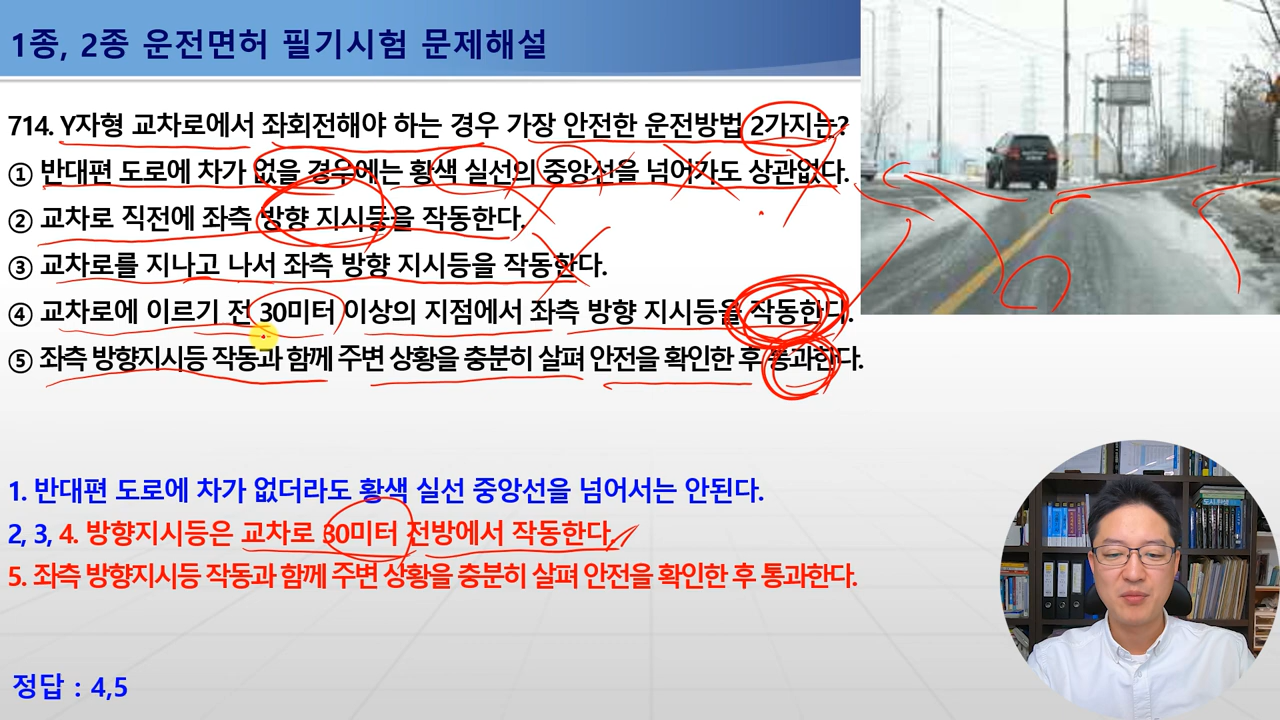 1종, 2종 운전면허 필기시험 문제해설
714. Y자형 교차로에서 좌회전해야 하는 경우 가장 안전한 운전방법 2가지는?
① 반대편 도로에 차가 없을 경우에는 황색 실선의 중앙선을 넘어가도 상관없다.
② 교차로 직전에 좌측 방향 지시등을 작동한다.
③ 교차로를 지나고 나서 좌측 방향 지시등을 작동한다.
④ 교차로에 이르기 전 30미터 이상의 지점에서 좌측 방향 지시등을 작동한다.
⑤ 좌측 방향지시등 작동과 함께 주변 상황을 충분히 살펴 안전을 확인한 후 통과한다.
1. 반대편 도로에 차가 없더라도 황색 실선 중앙선을 넘어서는 안된다.
2, 3, 4. 방향지시등은 교차로 30미터 전방에서 작동한다.
5. 좌측 방향지시등 작동과 함께 주변 상황을 충분히 살펴 안전을 확인한 후 통과한다.
정답 : 4,5